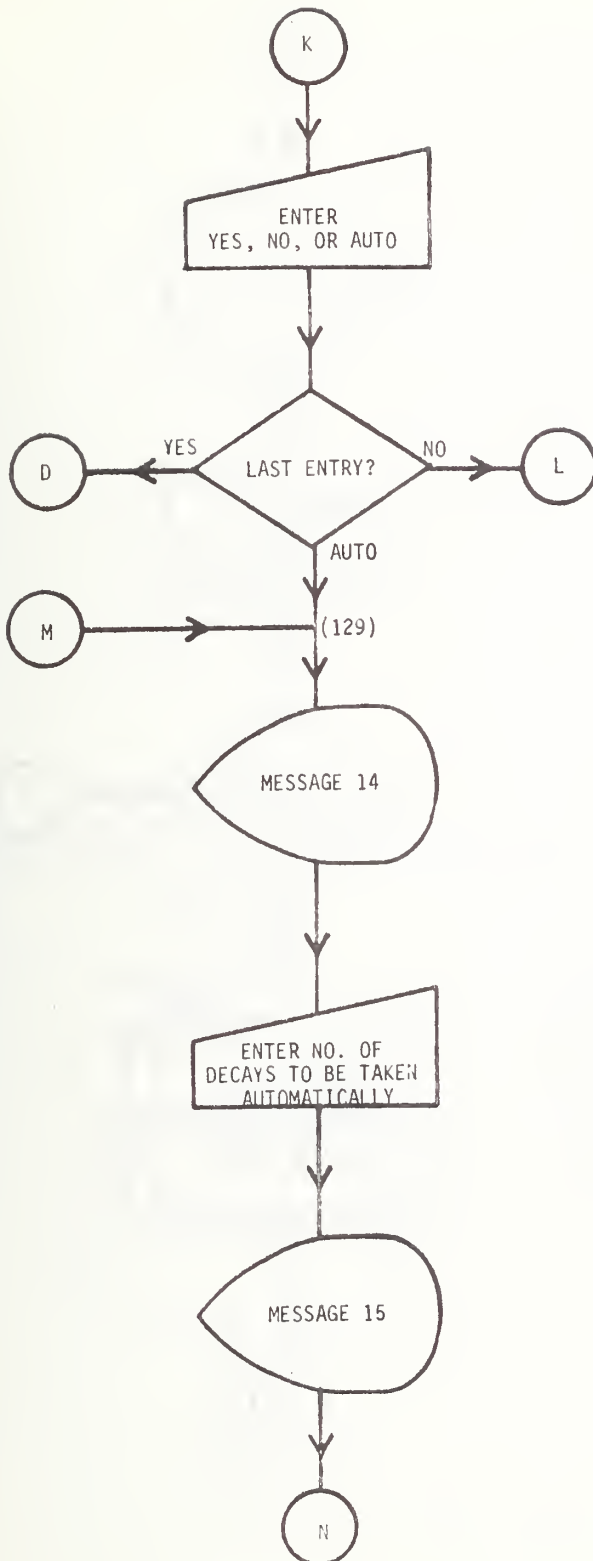 K
ENTER
YES, NO, OR AUTO
YES
NO
D
LAST ENTRY?
L
AUTO
M
(129)
MESSAGE 14
ENTER NO. OF
DECAYS TO BE TAKEN
AUTOMATICALLY
MESSAGE 15
N